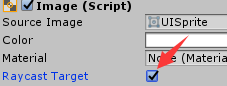 Image (Script)
Source Image UISprite
Color
Material None (Materia
Raycast Target